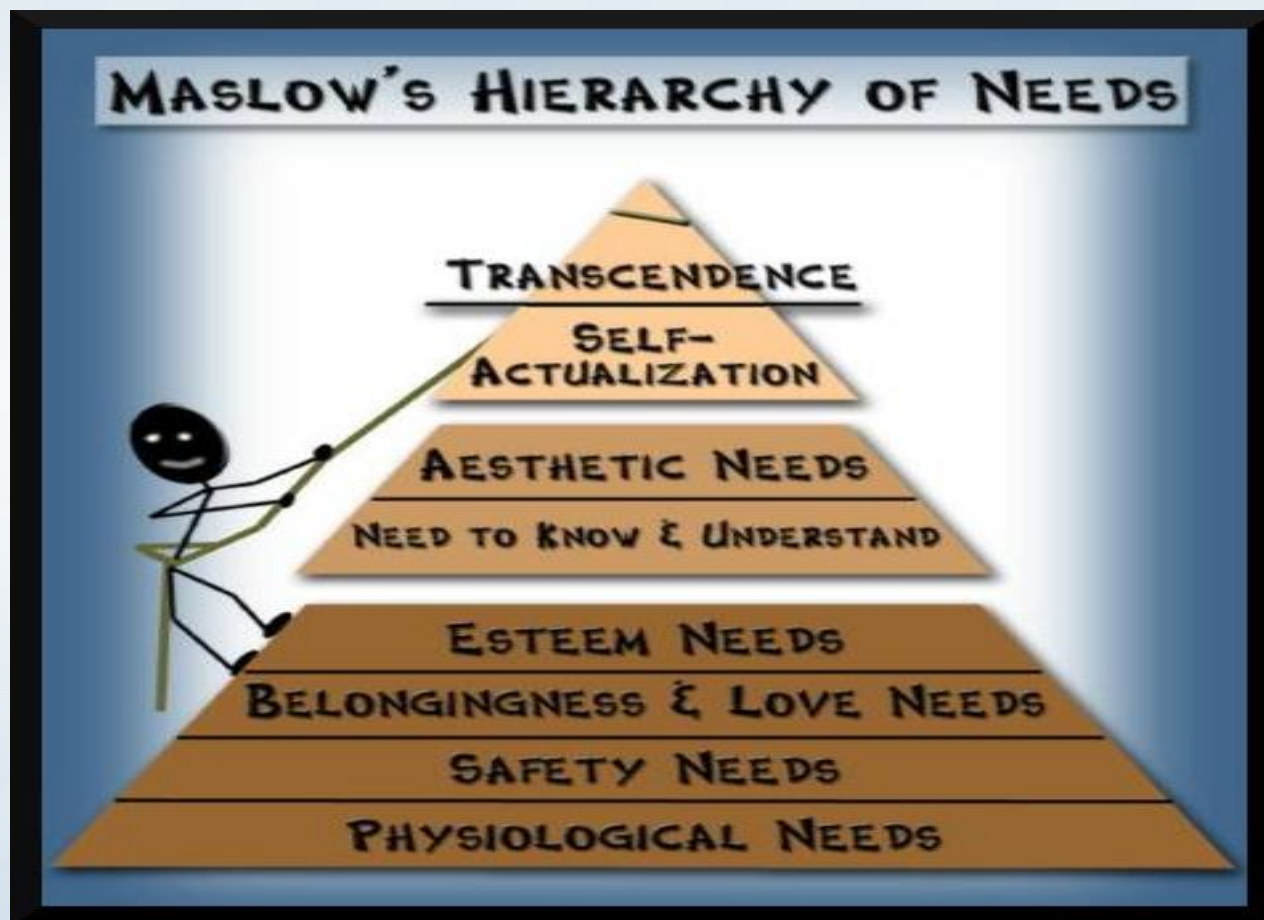 Maslow's Hierarchy of Needs
Transcendence
Self-
Actualization
Aesthetic Needs
Need to Know & Understand
Esteem Needs
Belongingness & Love Needs
Safety Needs
Physiological Needs